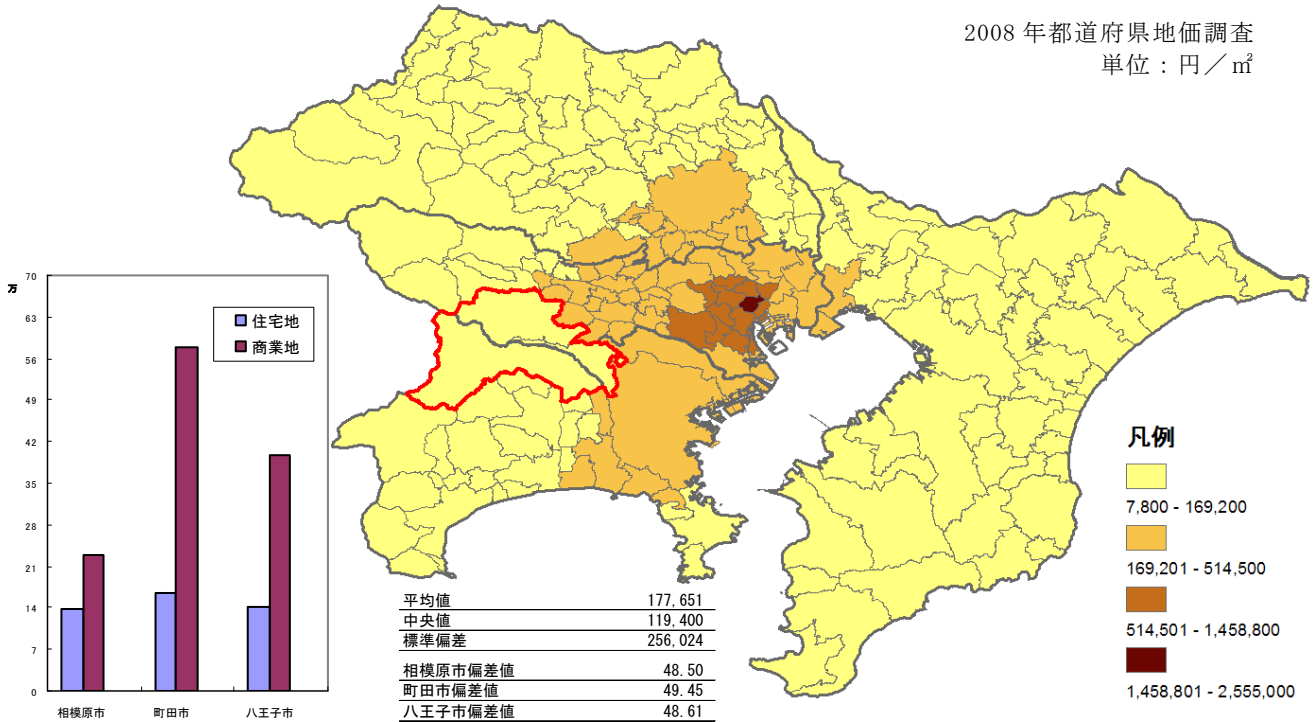 2008 年都道府県地価調査
単位：円／㎡
万
70
63
56
49
42
35
28
21
14
7
0
住宅地
商業地
相模原市
町田市
八王子市
平均値 177,651
中央値 119,400
標準偏差 256,024
相模原市偏差値 48.50
町田市偏差値 49.45
八王子市偏差値 48.61
凡例
7,800 - 169,200
169,201 - 514,500
514,501 - 1,458,800
1,458,801 - 2,555,000